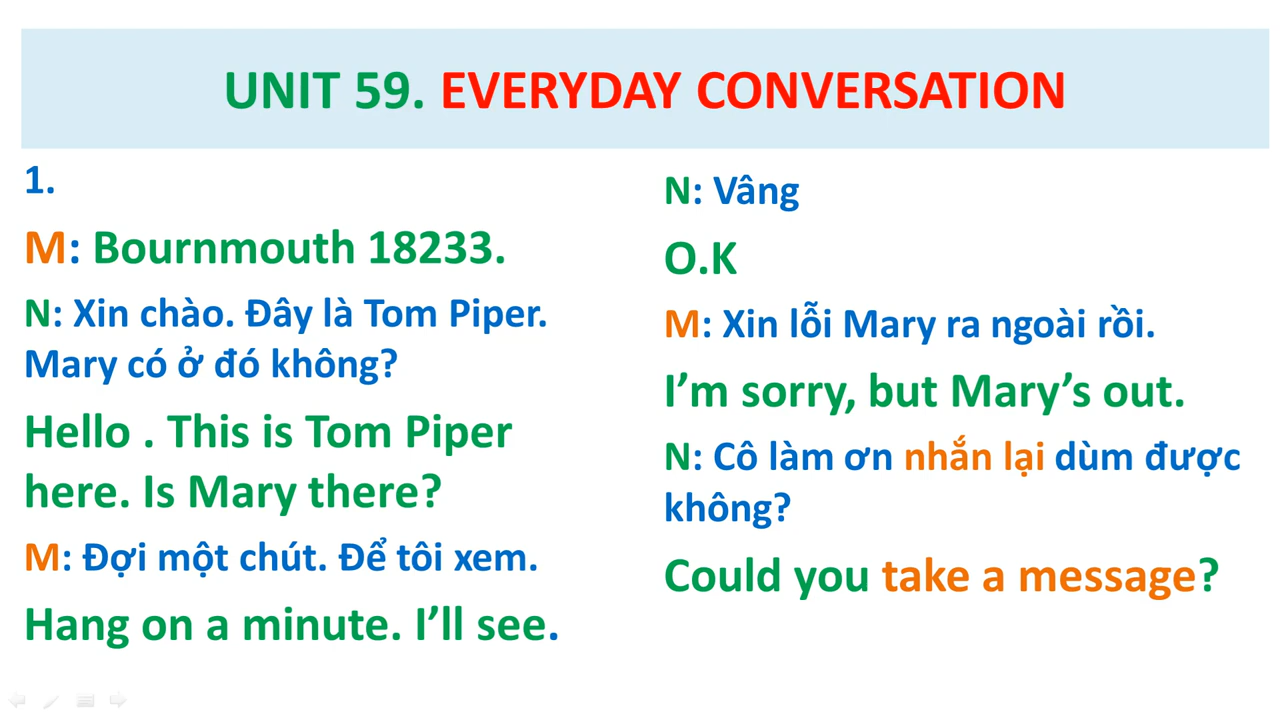 UNIT 59. EVERYDAY CONVERSATION
1.
M: Bournmouth 18233.
N: Xin chào. Đây là Tom Piper.
Mary có ở đó không?
Hello . This is Tom Piper
here. Is Mary there?
M: Đợi một chút. Để tôi xem.
Hang on a minute. I’ll see.
N: Vâng
O.K
M: Xin lỗi Mary ra ngoài rồi.
I’m sorry, but Mary’s out.
N: Cô làm ơn nhắn lại dùm được
không?
Could you take a message?